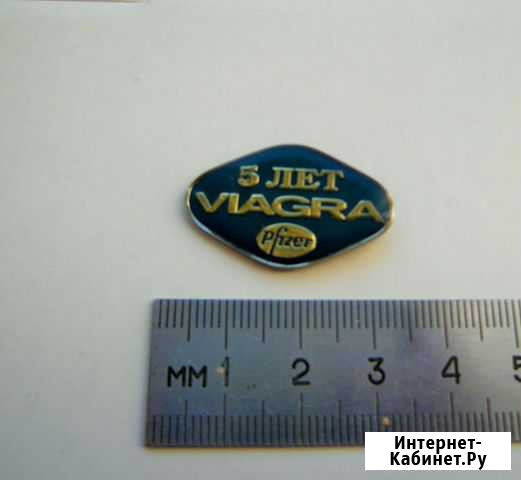 5 ЛЕТ
VIAGRA
Pfizer
мм 1 2 3 4 5
Интернет-
Кабинет.Ру